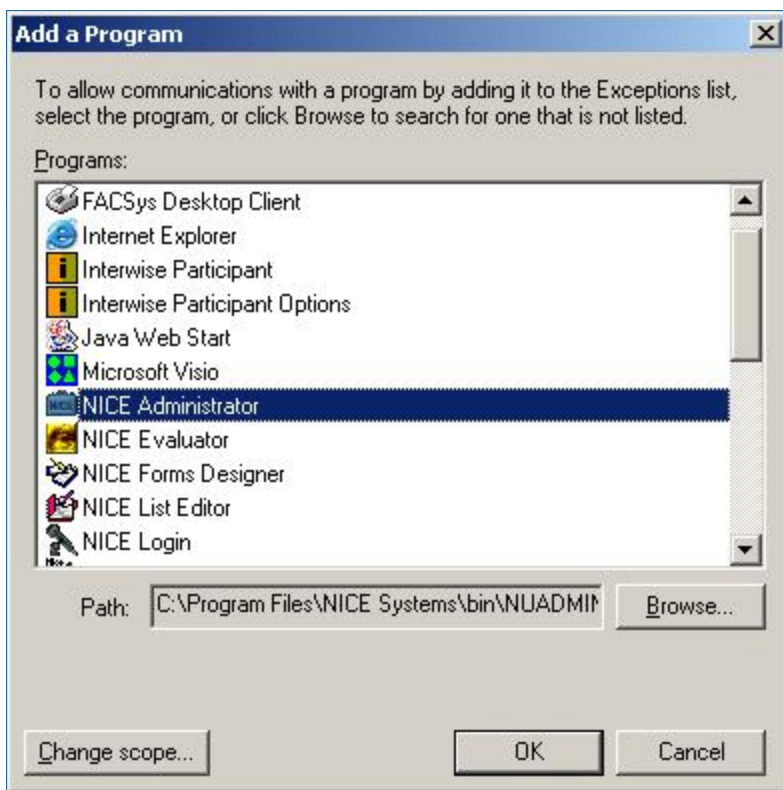 Add a Program
To allow communications with a program by adding it to the Exceptions list,
select the program, or click Browse to search for one that is not listed.
Programs:
FACSys Desktop Client
Internet Explorer
Interwise Participant
Interwise Participant Options
Java Web Start
Microsoft Visio
NICE Administrator
NICE Evaluator
NICE Forms Designer
NICE List Editor
NICE Login
Path: C:\Program Files\NICE Systems\bin\NUADMIN Browse...
Change scope... OK Cancel